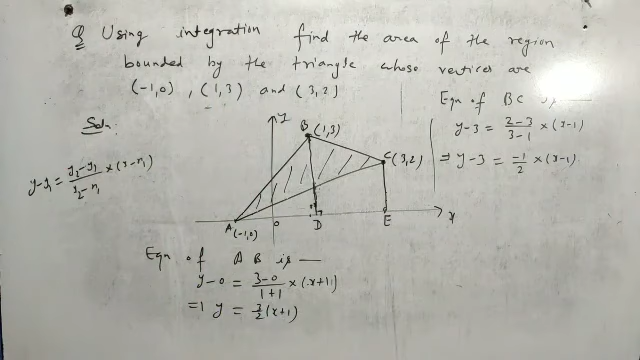 Q Using integration find the area of the region
bounded by the triangle whose vertices are
(-1,0), (1,3) and (3,2)
Soln:
y-y₁ = y₂-y₁/x₂-x₁ × (x-x₁)
Eqn of BC is —
y-3 = 2-3/3-1 × (x-1)
⇒ y-3 = -1/2 × (x-1)
y
B (1,3)
C (3,2)
A (-1,0)
0
D
E
x
Eqn of AB is —
y-0 = 3-0/1+1 × (x+1)
⇒ y = 3/2 (x+1)